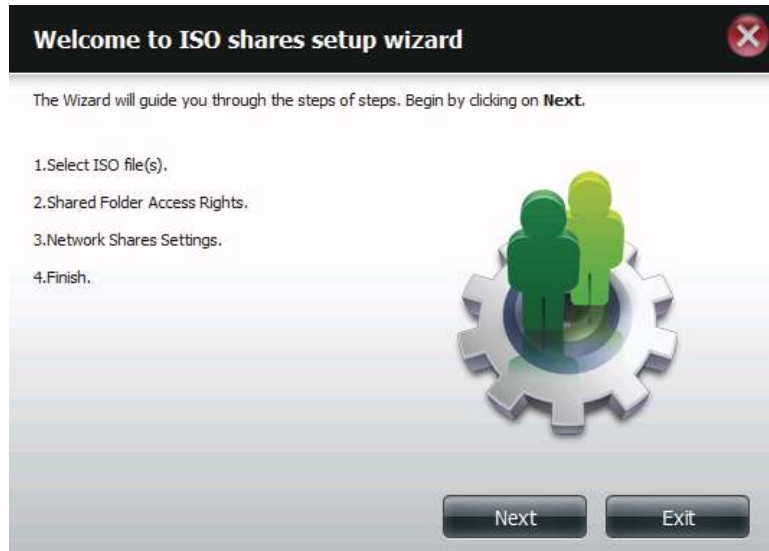 Welcome to ISO shares setup wizard
The Wizard will guide you through the steps of steps. Begin by clicking on Next.
1.Select ISO file(s).
2.Shared Folder Access Rights.
3.Network Shares Settings.
4.Finish.
Next
Exit